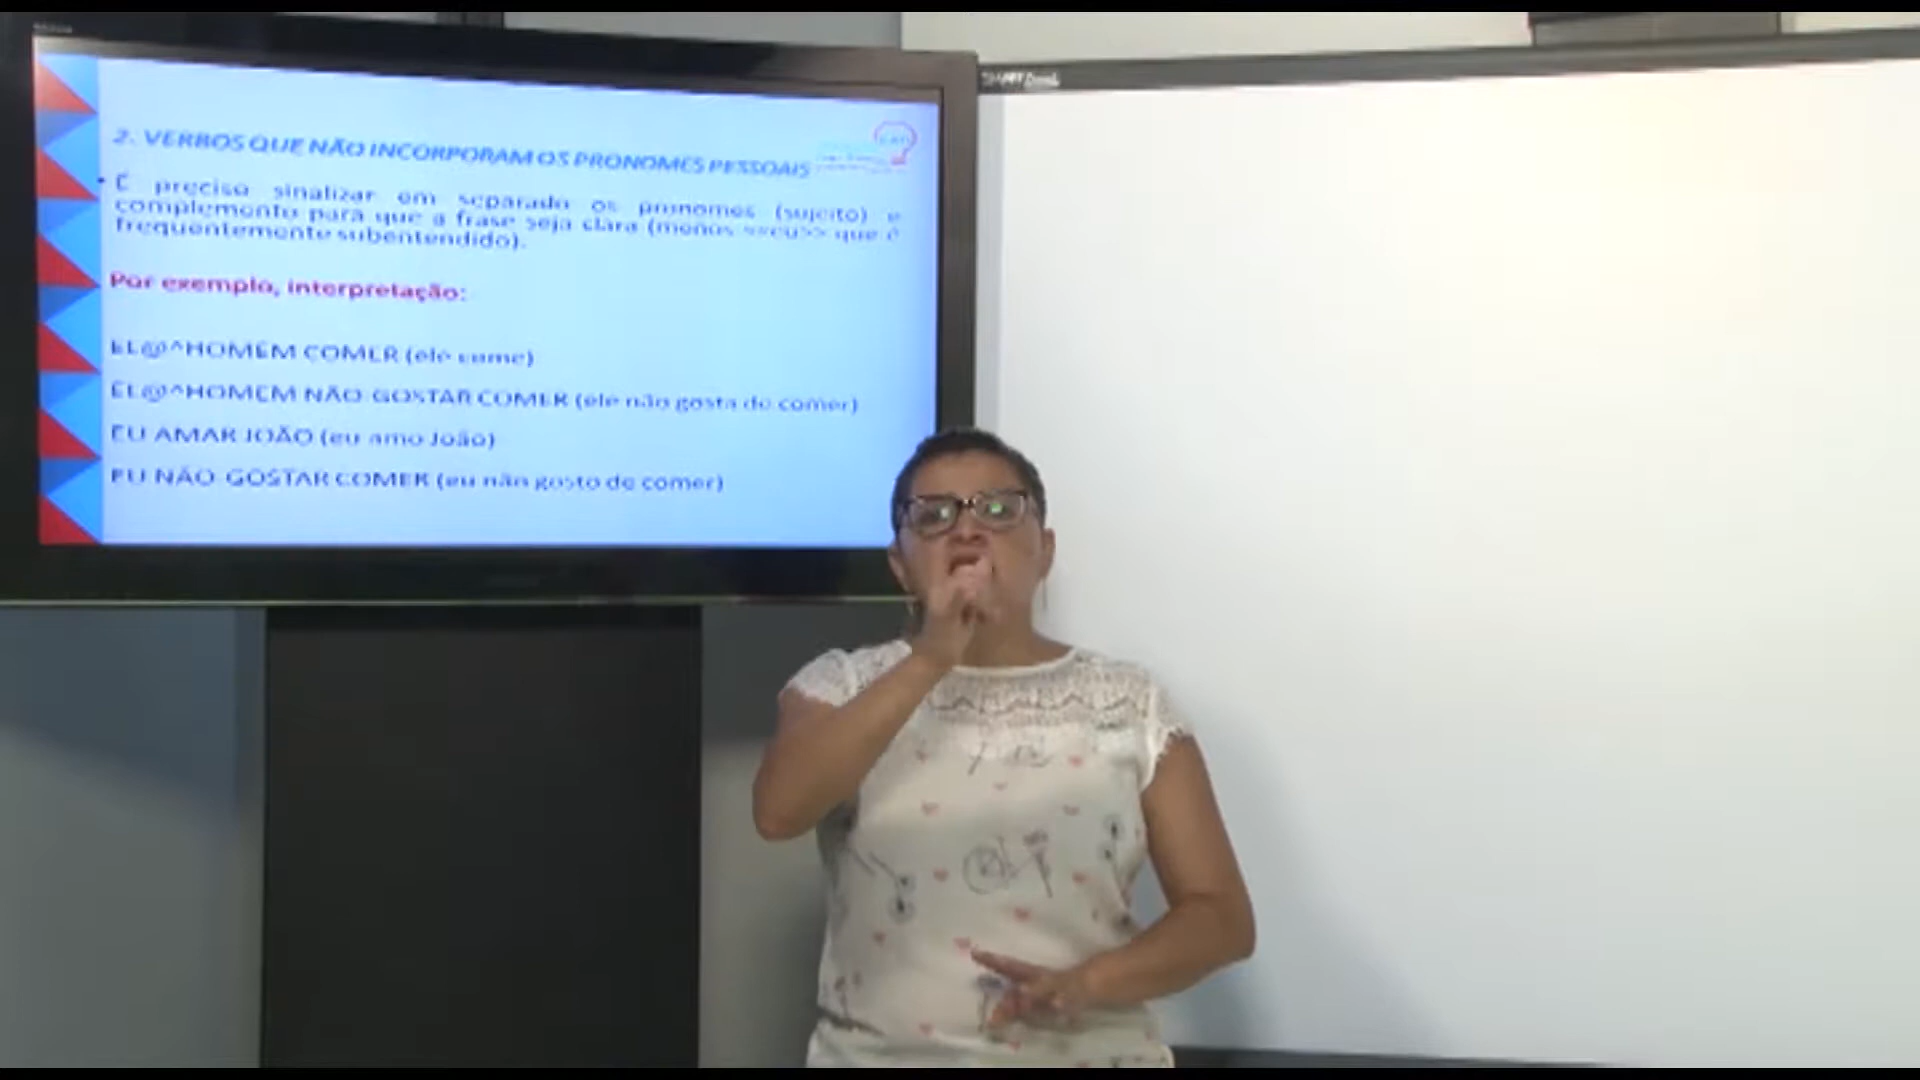 2. VERBOS QUE NÃO INCORPORAM OS PRONOMES PESSOAIS
• É preciso sinalizar em separado os pronomes (sujeito) e
complemento para que a frase seja clara (menos <<eu>> que é
frequentemente subentendido).
Por exemplo, interpretação:
EL@^HOMEM COMER (ele come)
EL@^HOMEM NÃO-GOSTAR COMER (ele não gosta de comer)
EU AMAR JOÃO (eu amo João)
EU NÃO-GOSTAR COMER (eu não gosto de comer)
SMART Board